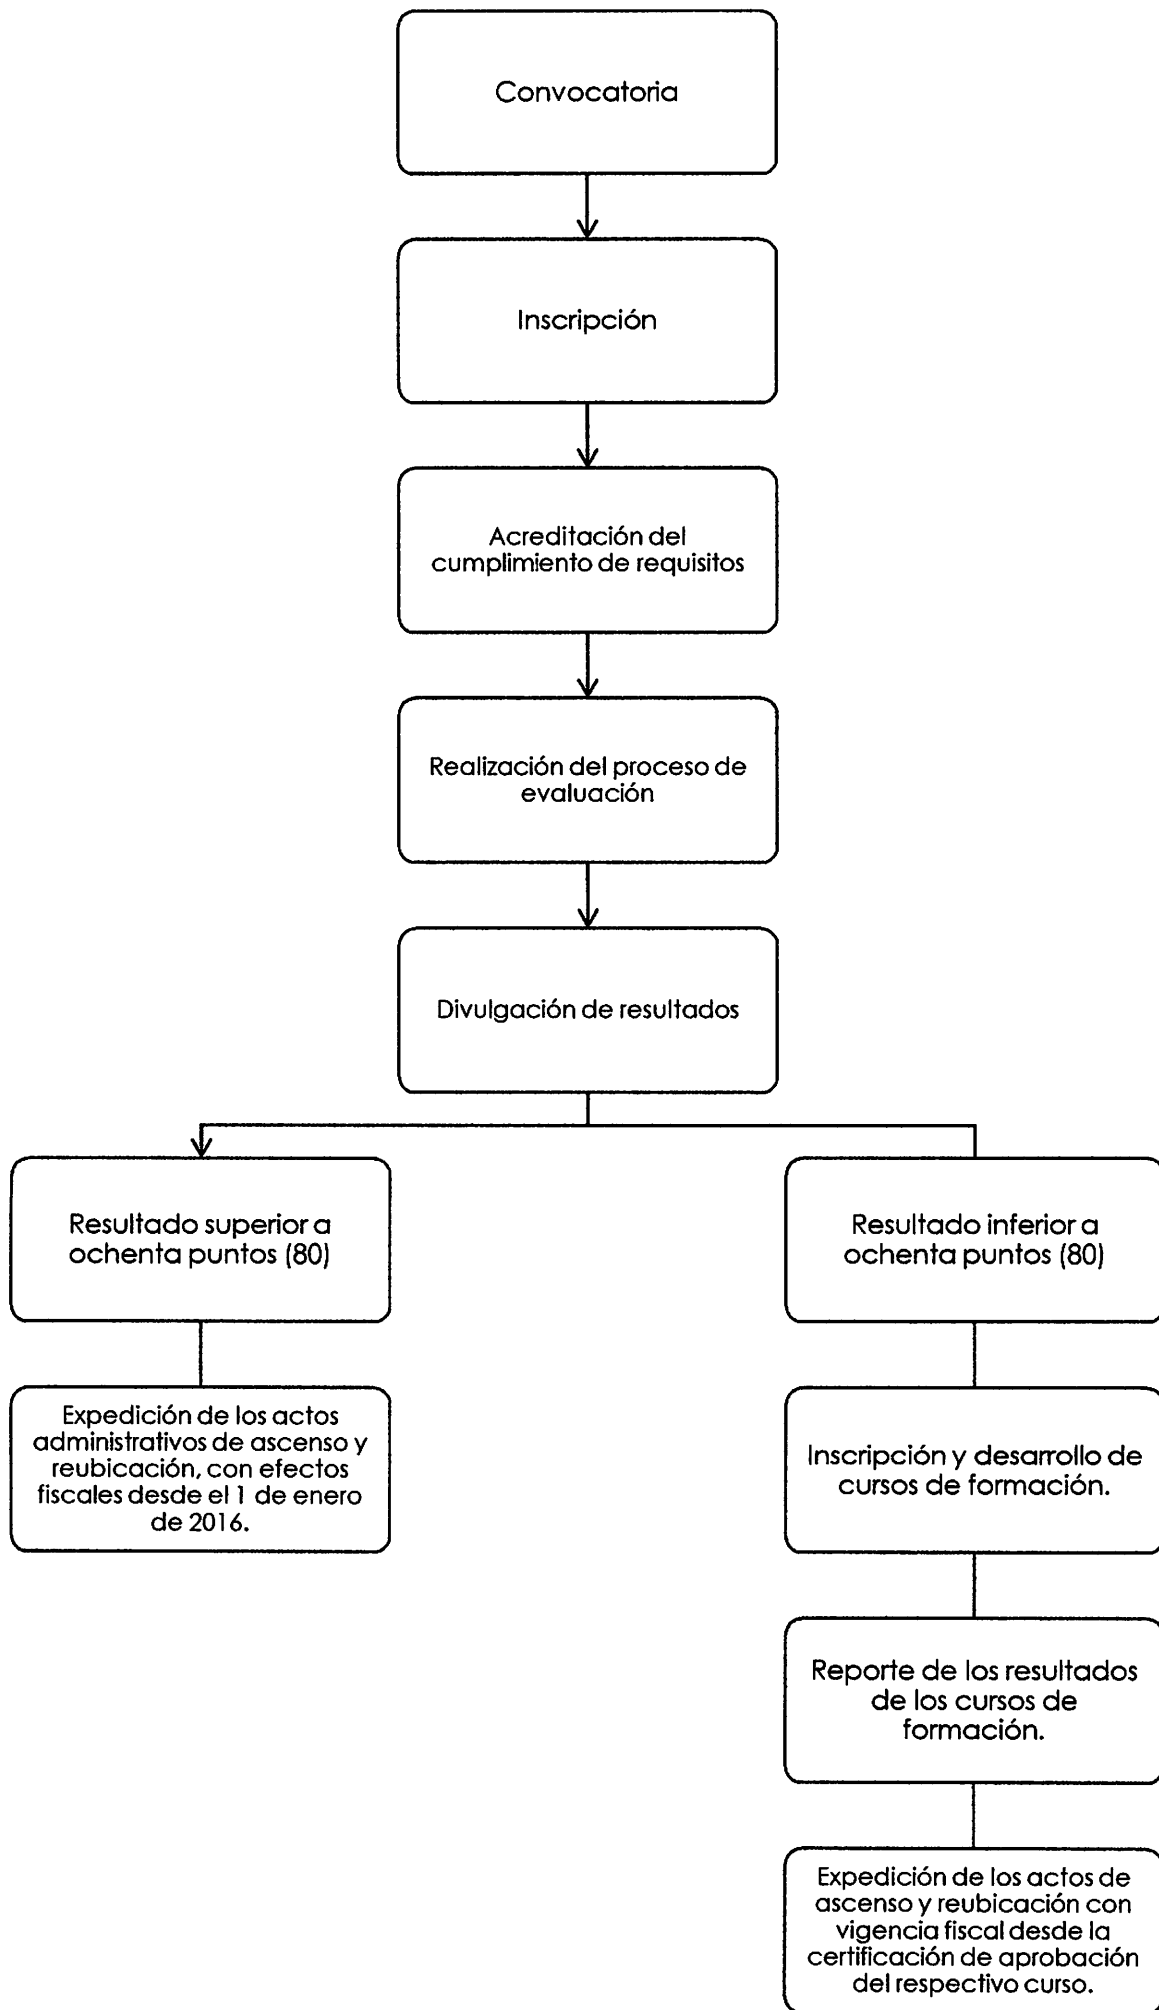 Convocatoria
Inscripción
Acreditación del
cumplimiento de requisitos
Realización del proceso de
evaluación
Divulgación de resultados
Resultado superior a
ochenta puntos (80)
Resultado inferior a
ochenta puntos (80)
Expedición de los actos
administrativos de ascenso y
reubicación, con efectos
fiscales desde el 1 de enero
de 2016.
Inscripción y desarrollo de
cursos de formación.
Reporte de los resultados
de los cursos de
formación.
Expedición de los actos de
ascenso y reubicación con
vigencia fiscal desde la
certificación de aprobación
del respectivo curso.